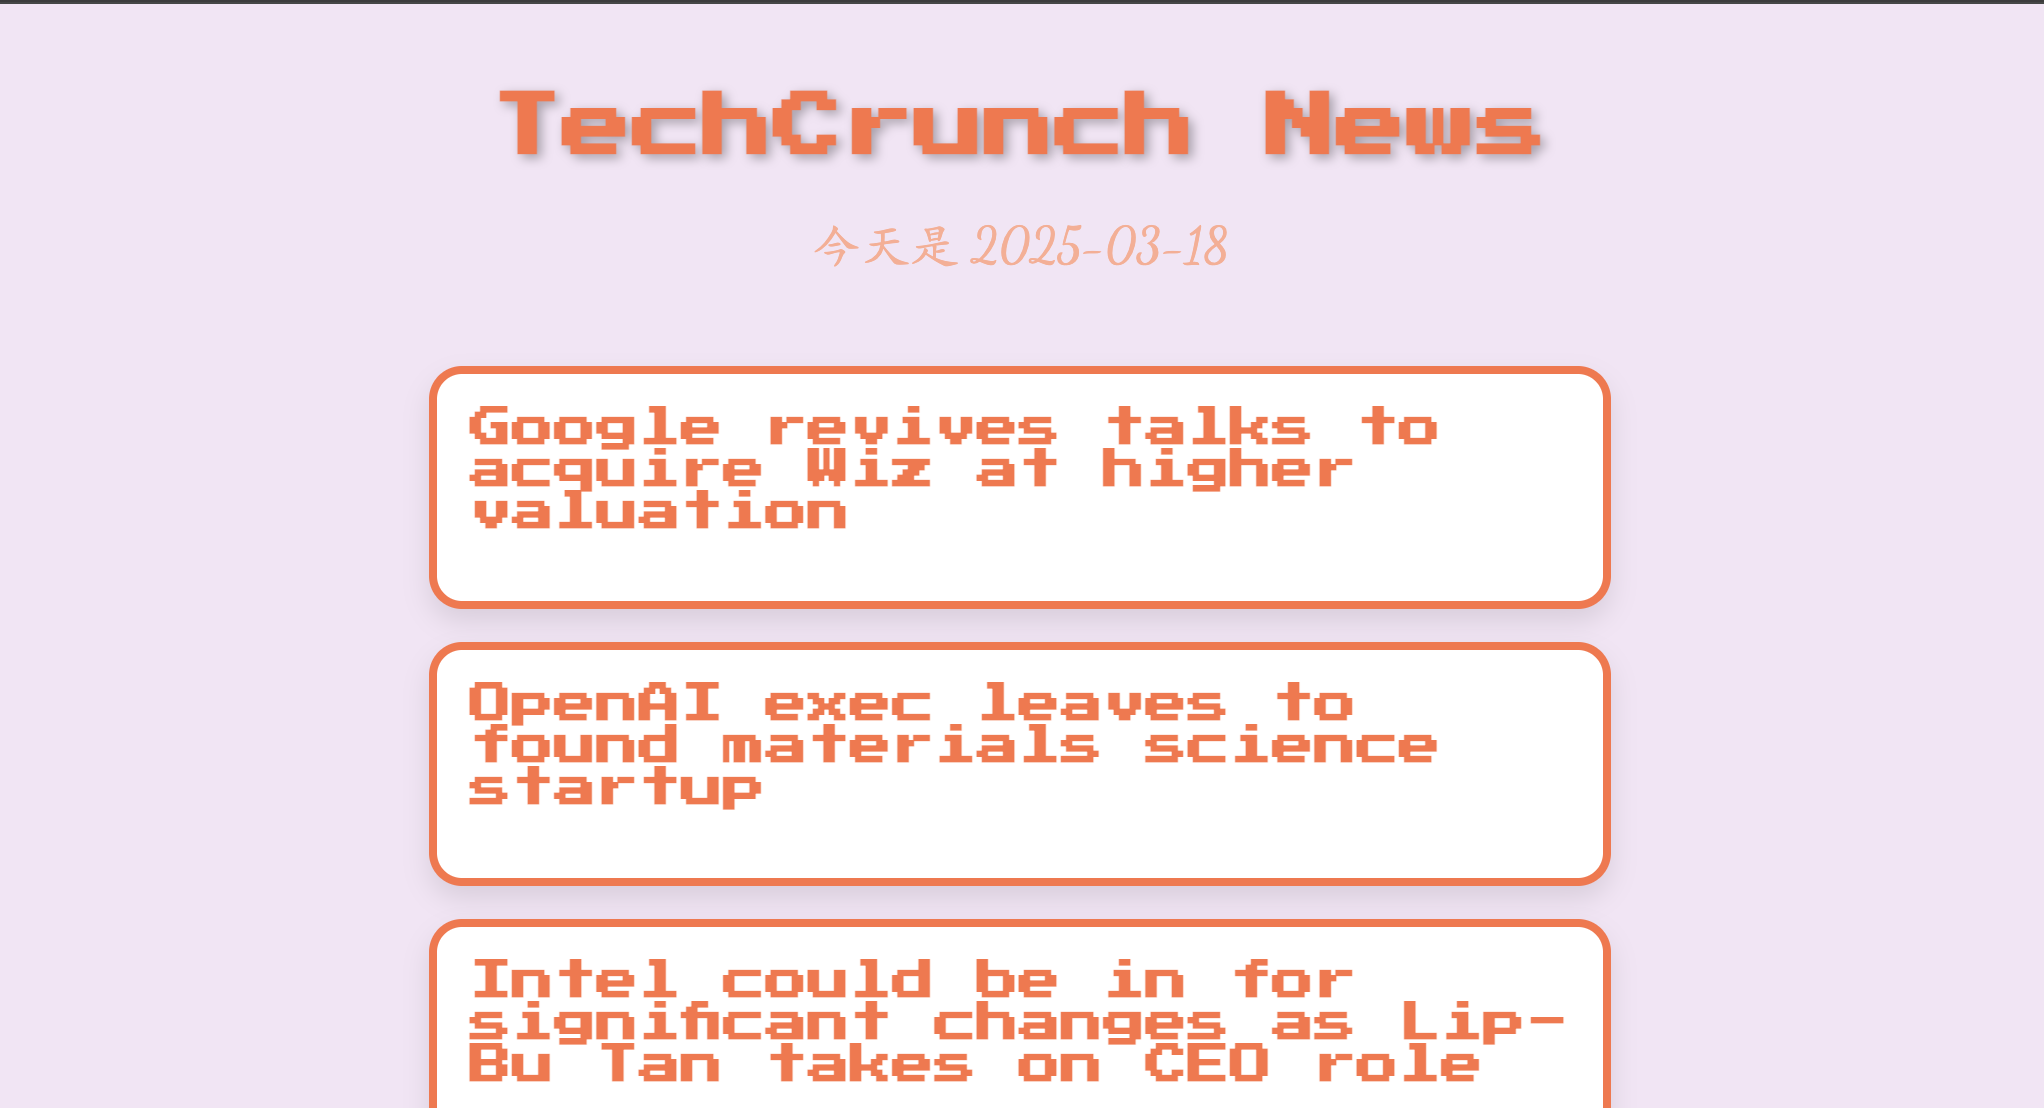 TechCrunch News
今天是 2025-03-18
Google revives talks to
acquire Wiz at higher
valuation
OpenAI exec leaves to
found materials science
startup
Intel could be in for
significant changes as Lip-
Bu Tan takes on CEO role